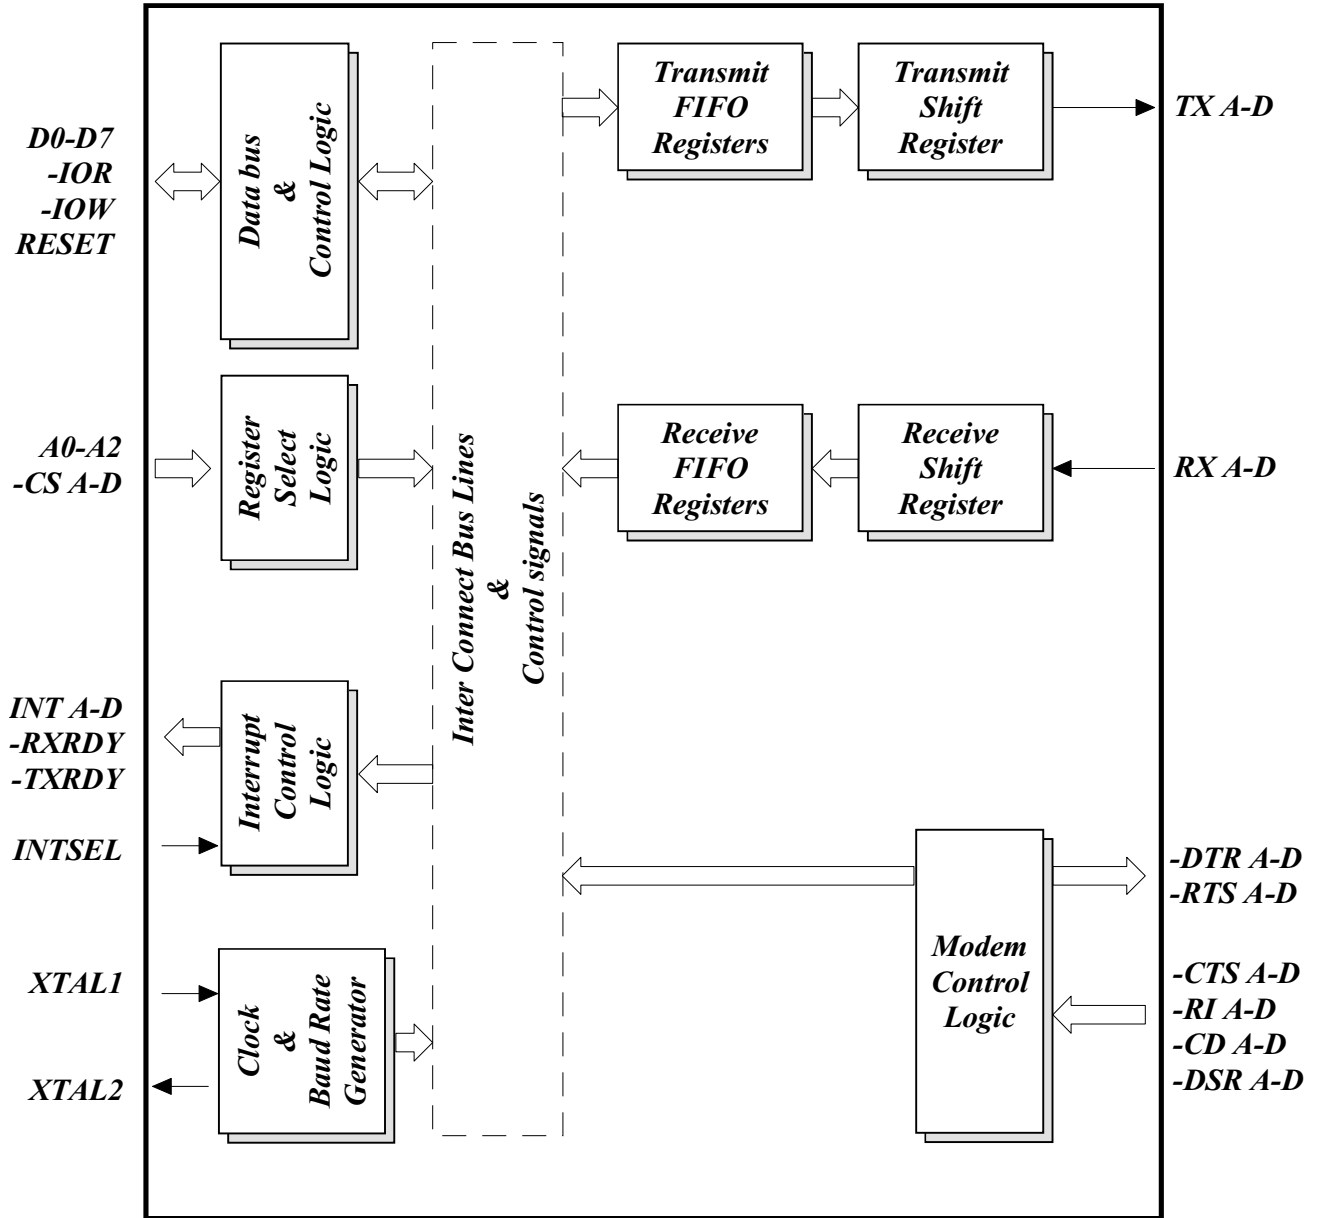 D0-D7
-IOR
-IOW
RESET
Data bus
&
Control Logic
A0-A2
-CS A-D
Register
Select
Logic
INT A-D
-RXRDY
-TXRDY
INTSEL
Interrupt
Control
Logic
XTAL1
XTAL2
Clock
&
Baud Rate
Generator
Inter Connect Bus Lines
&
Control signals
Transmit
FIFO
Registers
Transmit
Shift
Register
TX A-D
Receive
FIFO
Registers
Receive
Shift
Register
RX A-D
Modem
Control
Logic
-DTR A-D
-RTS A-D
-CTS A-D
-RI A-D
-CD A-D
-DSR A-D